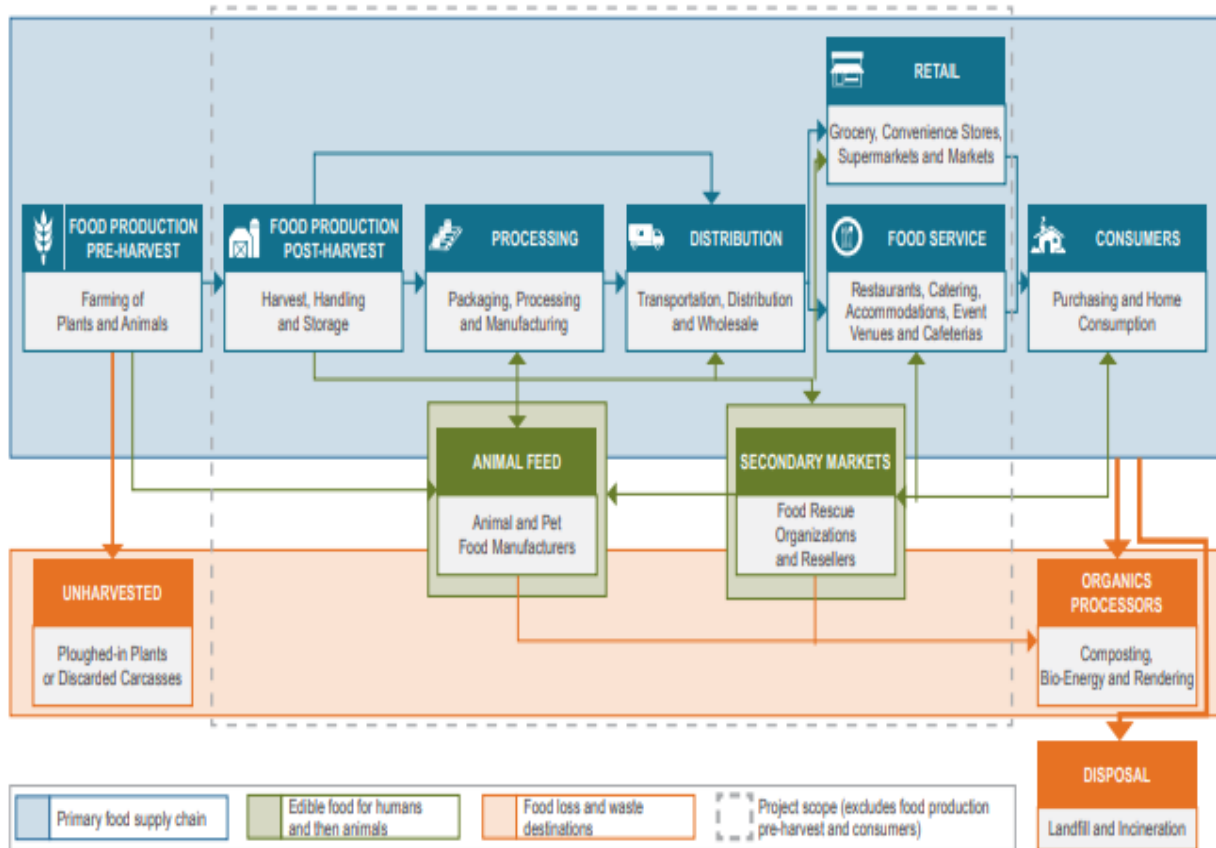 RETAIL
Grocery, Convenience Stores,
Supermarkets and Markets
FOOD PRODUCTION
PRE-HARVEST
Farming of
Plants and Animals
FOOD PRODUCTION
POST-HARVEST
Harvest, Handling
and Storage
PROCESSING
Packaging, Processing
and Manufacturing
DISTRIBUTION
Transportation, Distribution
and Wholesale
FOOD SERVICE
Restaurants, Catering,
Accommodations, Event
Venues and Cafeterias
CONSUMERS
Purchasing and Home
Consumption
ANIMAL FEED
Animal and Pet
Food Manufacturers
SECONDARY MARKETS
Food Rescue
Organizations
and Resellers
UNHARVESTED
Ploughed-in Plants
or Discarded Carcasses
ORGANICS
PROCESSORS
Composting,
Bio-Energy and Rendering
DISPOSAL
Landfill and Incineration
Primary food supply chain
Edible food for humans
and then animals
Food loss and waste
destinations
Project scope (excludes food production
pre-harvest and consumers)